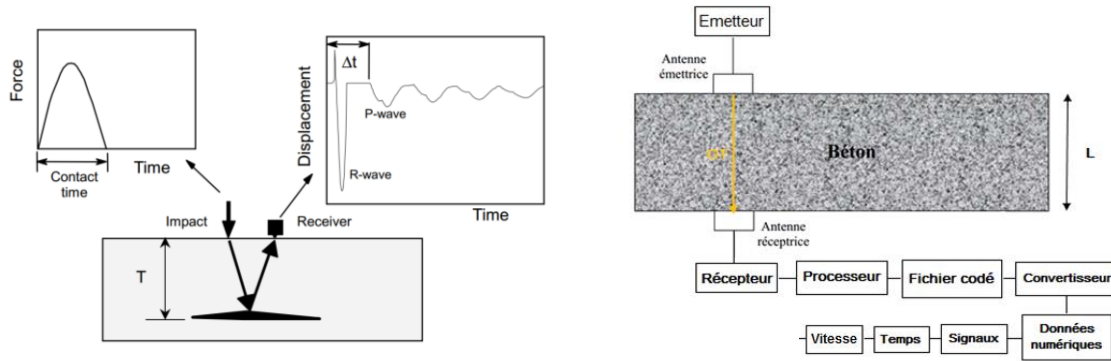 Force
Contact
time
Time
Displacement
Δt
P-wave
R-wave
Time
Impact
Receiver
T
Emetteur
Antenne
émettrice
Béton
L
Antenne
réceptrice
Récepteur
Processeur
Fichier codé
Convertisseur
Vitesse
Temps
Signaux
Données
numériques